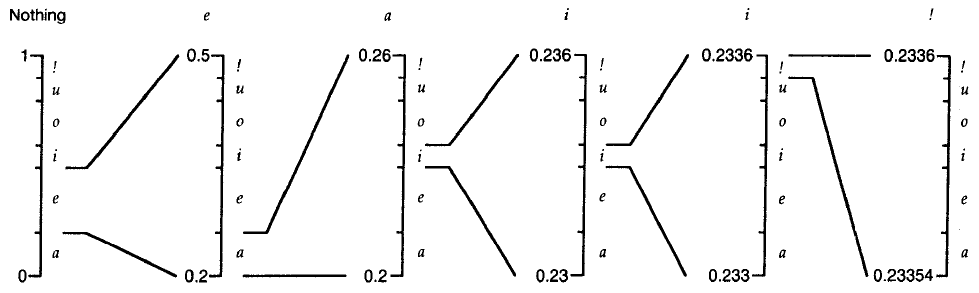 Nothing e a i i !
1 0.5 0.26 0.236 0.2336 0.2336
! ! ! ! ! !
u u u u u u
o o o o o o
i i i i i i
e e e e e e
a a a a a a
0 0.2 0.2 0.23 0.233 0.23354